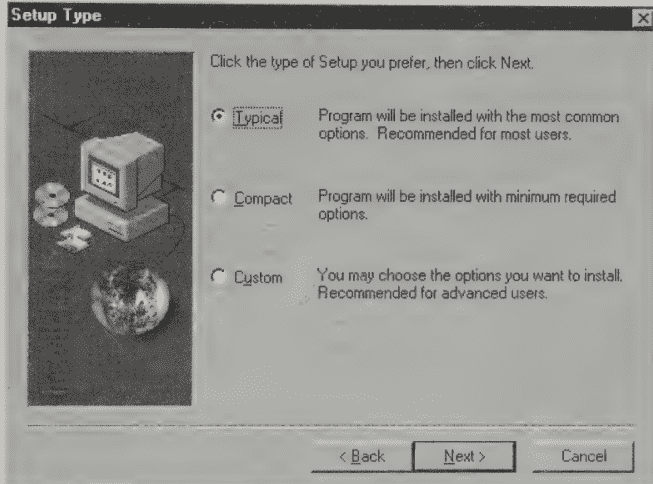 Setup Type
Click the type of Setup you prefer, then click Next.
Typical Program will be installed with the most common
options. Recommended for most users.
Compact Program will be installed with minimum required
options.
Custom You may choose the options you want to install.
Recommended for advanced users.
< Back Next > Cancel